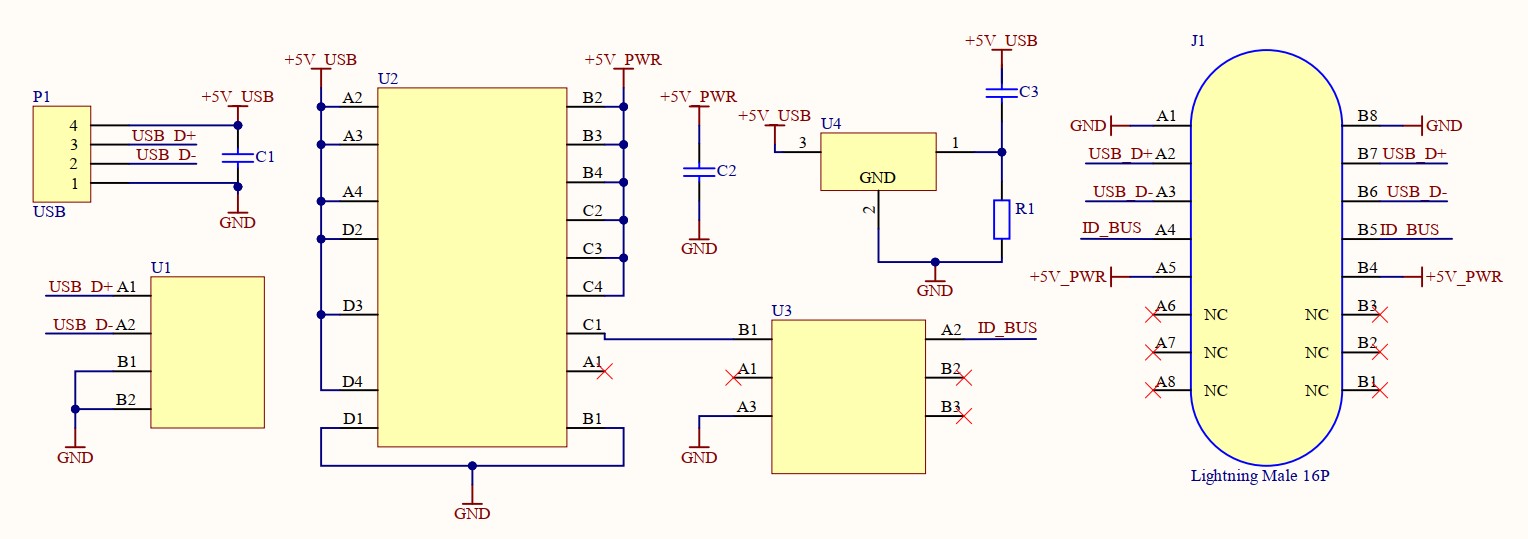 P1
+5V_USB
4
3
USB_D+
2
USB_D-
1
C1
USB
GND
U1
USB_D+
A1
USB_D-
A2
B1
B2
GND
+5V_USB
U2
+5V_PWR
A2
B2
A3
B3
B4
A4
C2
D2
C3
C4
D3
C1
A1
D4
D1
B1
GND
+5V_PWR
C2
GND
+5V_USB
+5V_USB
C3
U4
3
1
GND
2
R1
GND
U3
B1
A2
ID_BUS
A1
B2
A3
B3
GND
J1
GND
A1
B8
GND
USB_D+
A2
B7
USB_D+
USB_D-
A3
B6
USB_D-
ID_BUS
A4
B5
ID_BUS
+5V_PWR
A5
B4
+5V_PWR
A6
NC
NC
B3
A7
NC
NC
B2
A8
NC
NC
B1
Lightning Male 16P